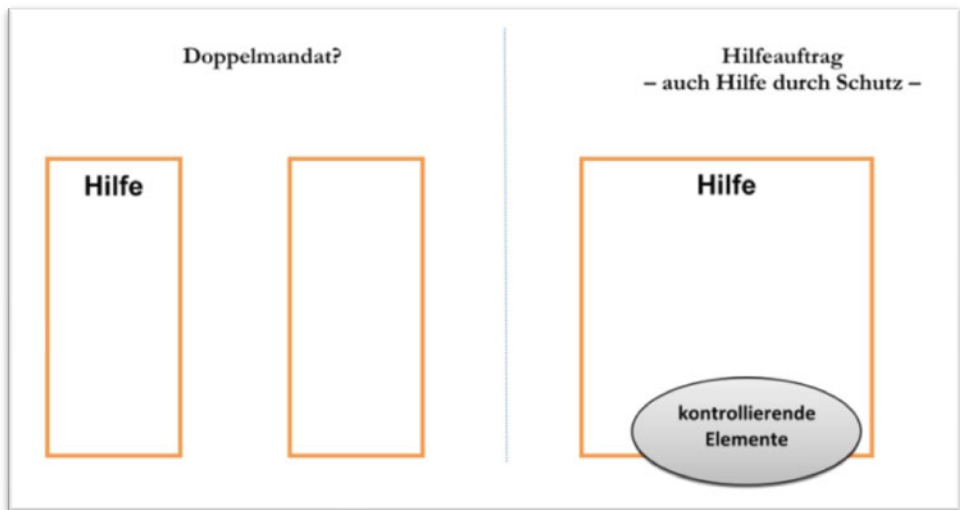 Doppelmandat?
Hilfe
Hilfeauftrag
– auch Hilfe durch Schutz –
Hilfe
kontrollierende
Elemente